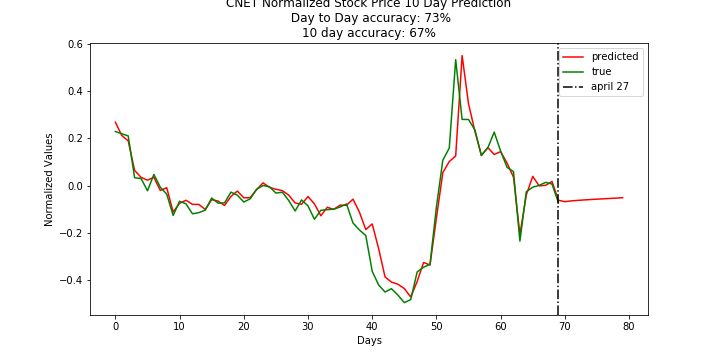 CNET Normalized Stock Price 10 Day Prediction
Day to Day accuracy: 73%
10 day accuracy: 67%
0.6
0.4
0.2
0.0
−0.2
−0.4
Normalized Values
predicted
true
april 27
0 10 20 30 40 50 60 70 80
Days